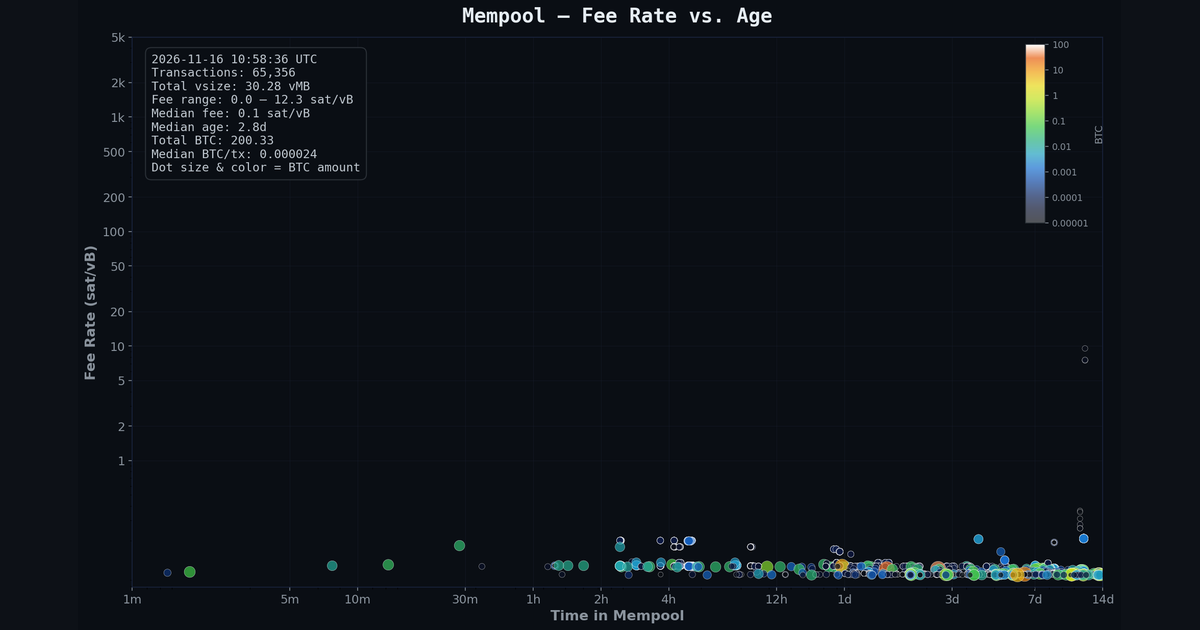 Mempool — Fee Rate vs. Age
2026-11-16 10:58:36 UTC
Transactions: 65,356
Total vsize: 30.28 vMB
Fee range: 0.0 — 12.3 sat/vB
Median fee: 0.1 sat/vB
Median age: 2.8d
Total BTC: 200.33
Median BTC/tx: 0.000024
Dot size & color = BTC amount
100
10
1
0.1
0.01
0.001
0.0001
0.00001
BTC
Fee Rate (sat/vB)
5k
2k
1k
500
200
100
50
20
10
5
2
1
1m
5m
10m
30m
1h
2h
4h
12h
1d
3d
7d
14d
Time in Mempool